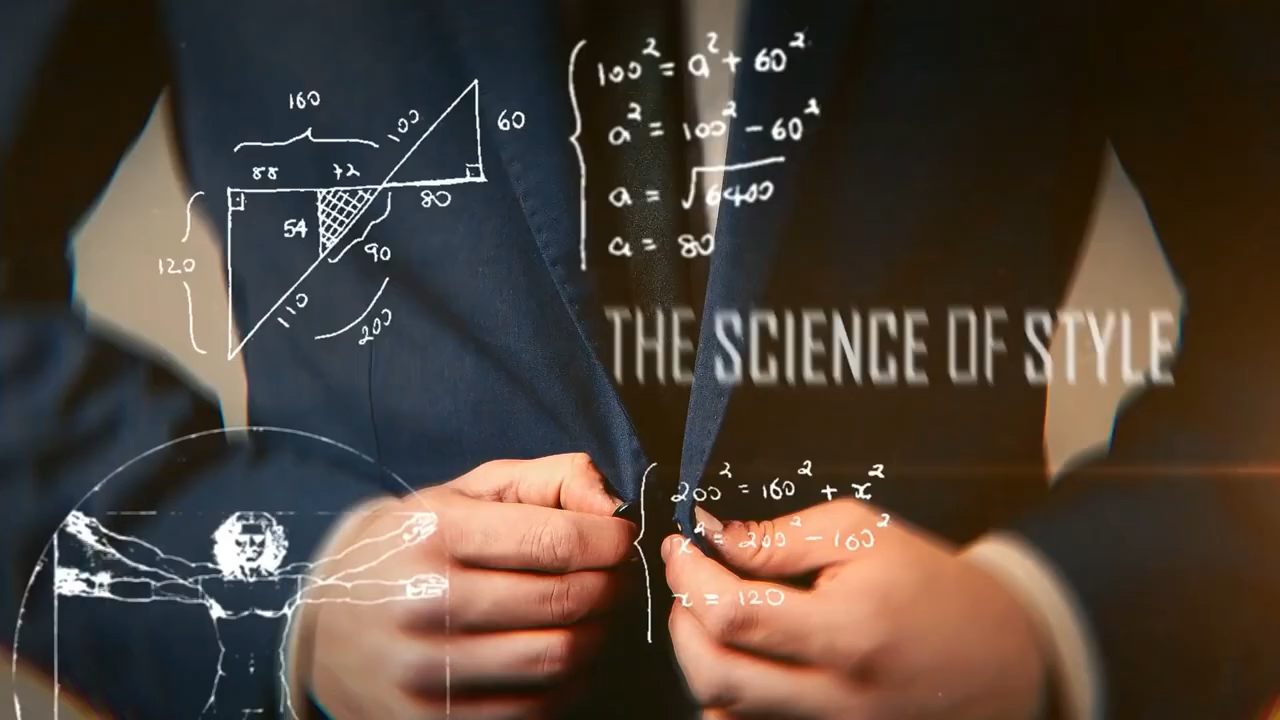 160
100
60
88
72
80
54
90
120
110
200
100² = a² + 60²
a² = 100² - 60²
a = √6400
a = 80
THE SCIENCE OF STYLE
200² = 160² + x²
x² = 200² - 160²
x = 120